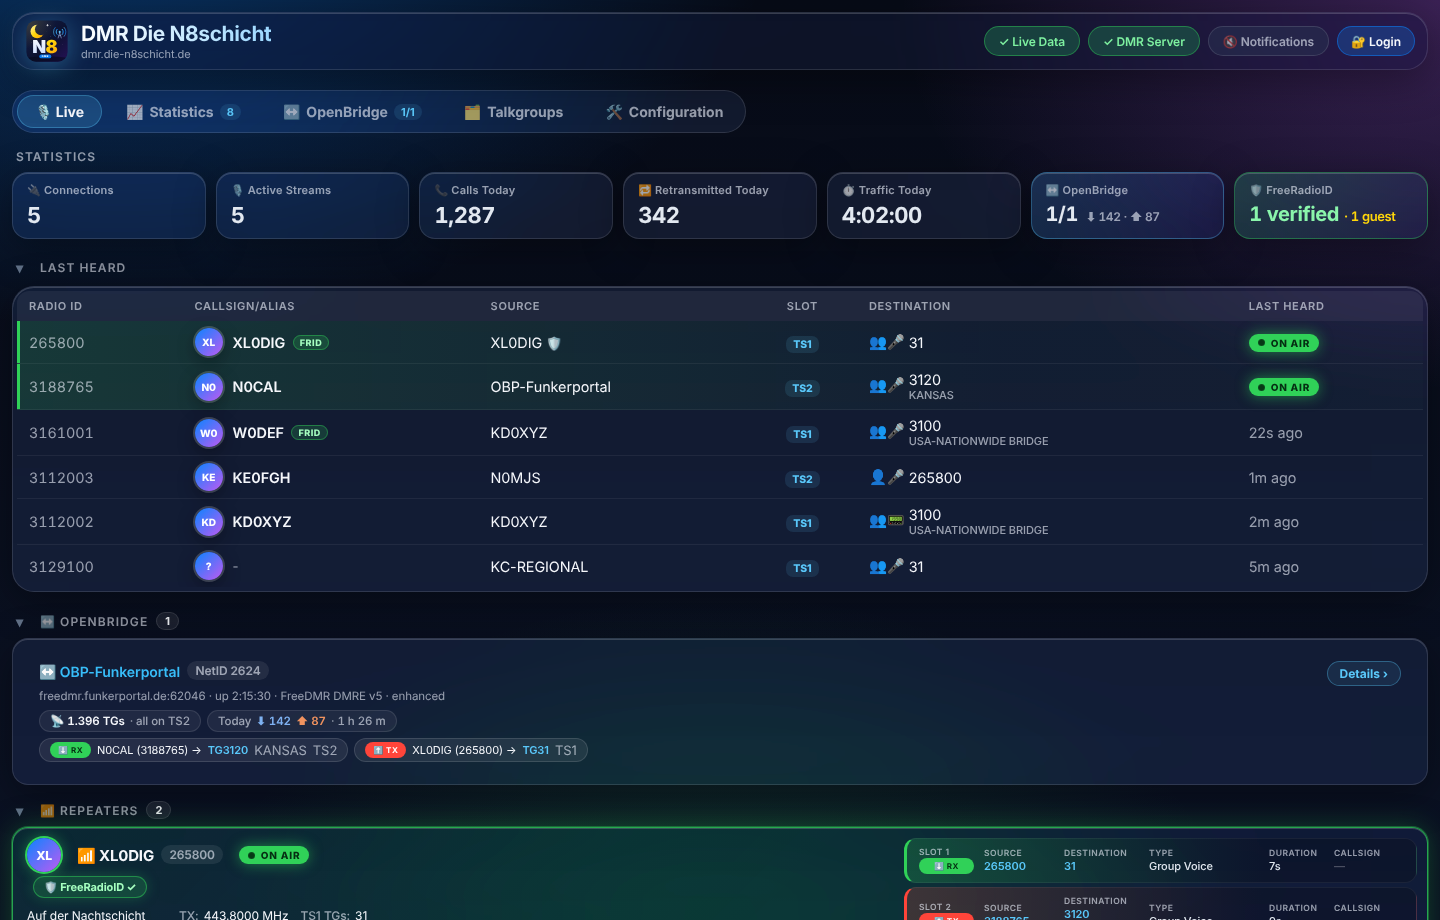 N8
DMR Die N8schicht
dmr.die-n8schicht.de
✓ Live Data
✓ DMR Server
Notifications
Login
Live
Statistics 8
OpenBridge 1/1
Talkgroups
Configuration
STATISTICS
Connections
5
Active Streams
5
Calls Today
1,287
Retransmitted Today
342
Traffic Today
4:02:00
OpenBridge
1/1 ⬇ 142 · ⬆ 87
FreeRadioID
1 verified · 1 guest
▼ LAST HEARD
RADIO ID CALLSIGN/ALIAS SOURCE SLOT DESTINATION LAST HEARD
265800 XL XL0DIG FRID XL0DIG TS1 31 ON AIR
3188765 N0 N0CAL OBP-Funkerportal TS2 3120 ON AIR
KANSAS
3161001 W0 W0DEF FRID KD0XYZ TS1 3100 22s ago
USA-NATIONWIDE BRIDGE
3112003 KE KE0FGH N0MJS TS2 265800 1m ago
3112002 KD KD0XYZ KD0XYZ TS1 3100 2m ago
USA-NATIONWIDE BRIDGE
3129100 ? - KC-REGIONAL TS1 31 5m ago
▼ OPENBRIDGE 1
OBP-Funkerportal NetID 2624
Details ›
freedmr.funkerportal.de:62046 · up 2:15:30 · FreeDMR DMRE v5 · enhanced
1.396 TGs · all on TS2
Today ⬇ 142 ⬆ 87 · 1 h 26 m
RX N0CAL (3188765) → TG3120 KANSAS TS2
TX XL0DIG (265800) → TG31 TS1
▼ REPEATERS 2
XL XL0DIG 265800 ON AIR
FreeRadioID ✓
Auf der Nachtschicht TX: 443.8000 MHz TS1 TGs: 31
SLOT 1 SOURCE DESTINATION TYPE DURATION CALLSIGN
RX 265800 31 Group Voice 7s —
SLOT 2 SOURCE DESTINATION TYPE DURATION CALLSIGN
TX 3188765 3120 Group Voice